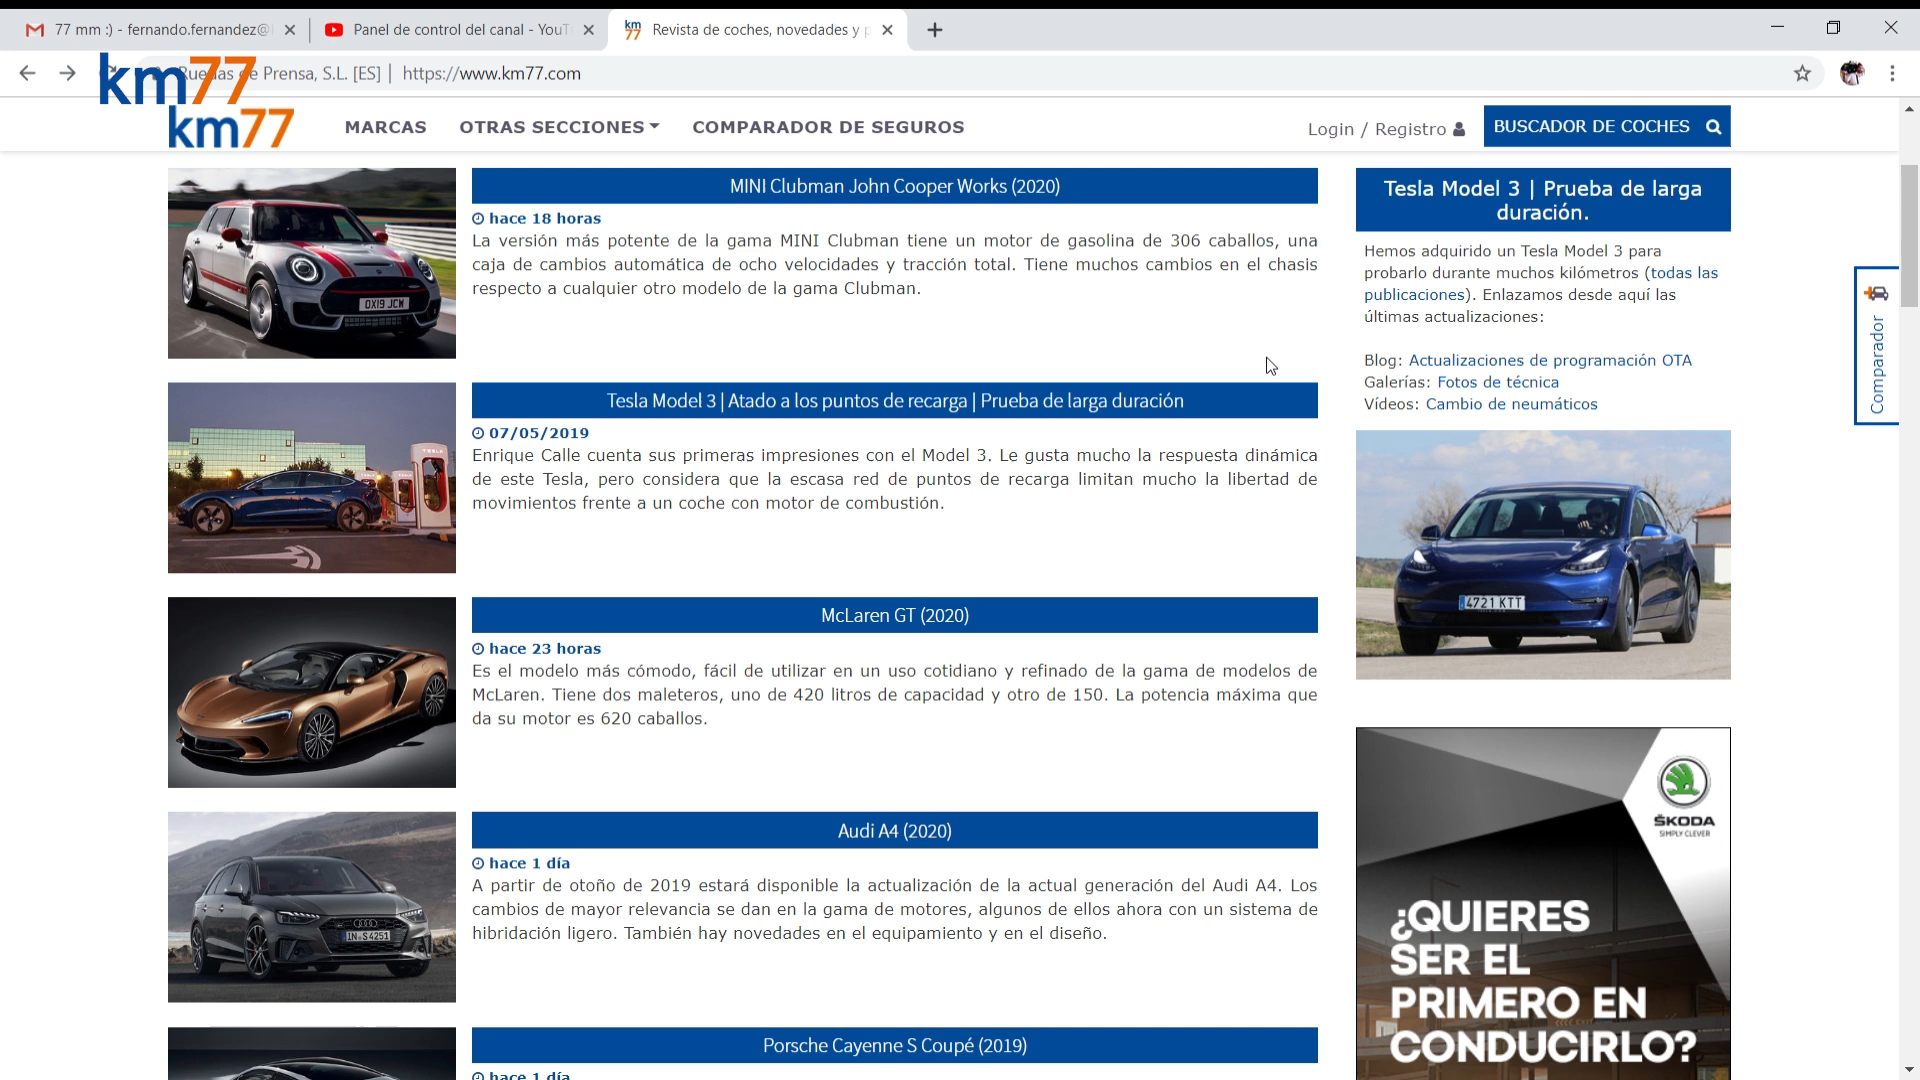 77 mm :) - fernando.fernandez@
Panel de control del canal - YouT
Revista de coches, novedades y p
km77
Ruedas de Prensa, S.L. [ES] | https://www.km77.com
km77
MARCAS
OTRAS SECCIONES
COMPARADOR DE SEGUROS
Login / Registro
BUSCADOR DE COCHES
MINI Clubman John Cooper Works (2020)
hace 18 horas
La versión más potente de la gama MINI Clubman tiene un motor de gasolina de 306 caballos, una
caja de cambios automática de ocho velocidades y tracción total. Tiene muchos cambios en el chasis
respecto a cualquier otro modelo de la gama Clubman.
OX19 JCW
Tesla Model 3 | Atado a los puntos de recarga | Prueba de larga duración
07/05/2019
Enrique Calle cuenta sus primeras impresiones con el Model 3. Le gusta mucho la respuesta dinámica
de este Tesla, pero considera que la escasa red de puntos de recarga limitan mucho la libertad de
movimientos frente a un coche con motor de combustión.
TESLA
McLaren GT (2020)
hace 23 horas
Es el modelo más cómodo, fácil de utilizar en un uso cotidiano y refinado de la gama de modelos de
McLaren. Tiene dos maleteros, uno de 420 litros de capacidad y otro de 150. La potencia máxima que
da su motor es 620 caballos.
Audi A4 (2020)
hace 1 día
A partir de otoño de 2019 estará disponible la actualización de la actual generación del Audi A4. Los
cambios de mayor relevancia se dan en la gama de motores, algunos de ellos ahora con un sistema de
hibridación ligero. También hay novedades en el equipamiento y en el diseño.
IN·S4251
Porsche Cayenne S Coupé (2019)
hace 1 día
Tesla Model 3 | Prueba de larga
duración.
Hemos adquirido un Tesla Model 3 para
probarlo durante muchos kilómetros (todas las
publicaciones). Enlazamos desde aquí las
últimas actualizaciones:
Blog: Actualizaciones de programación OTA
Galerías: Fotos de técnica
Vídeos: Cambio de neumáticos
4721 KTT
Comparador
ŠKODA
SIMPLY CLEVER
¿QUIERES
SER EL
PRIMERO EN
CONDUCIRLO?